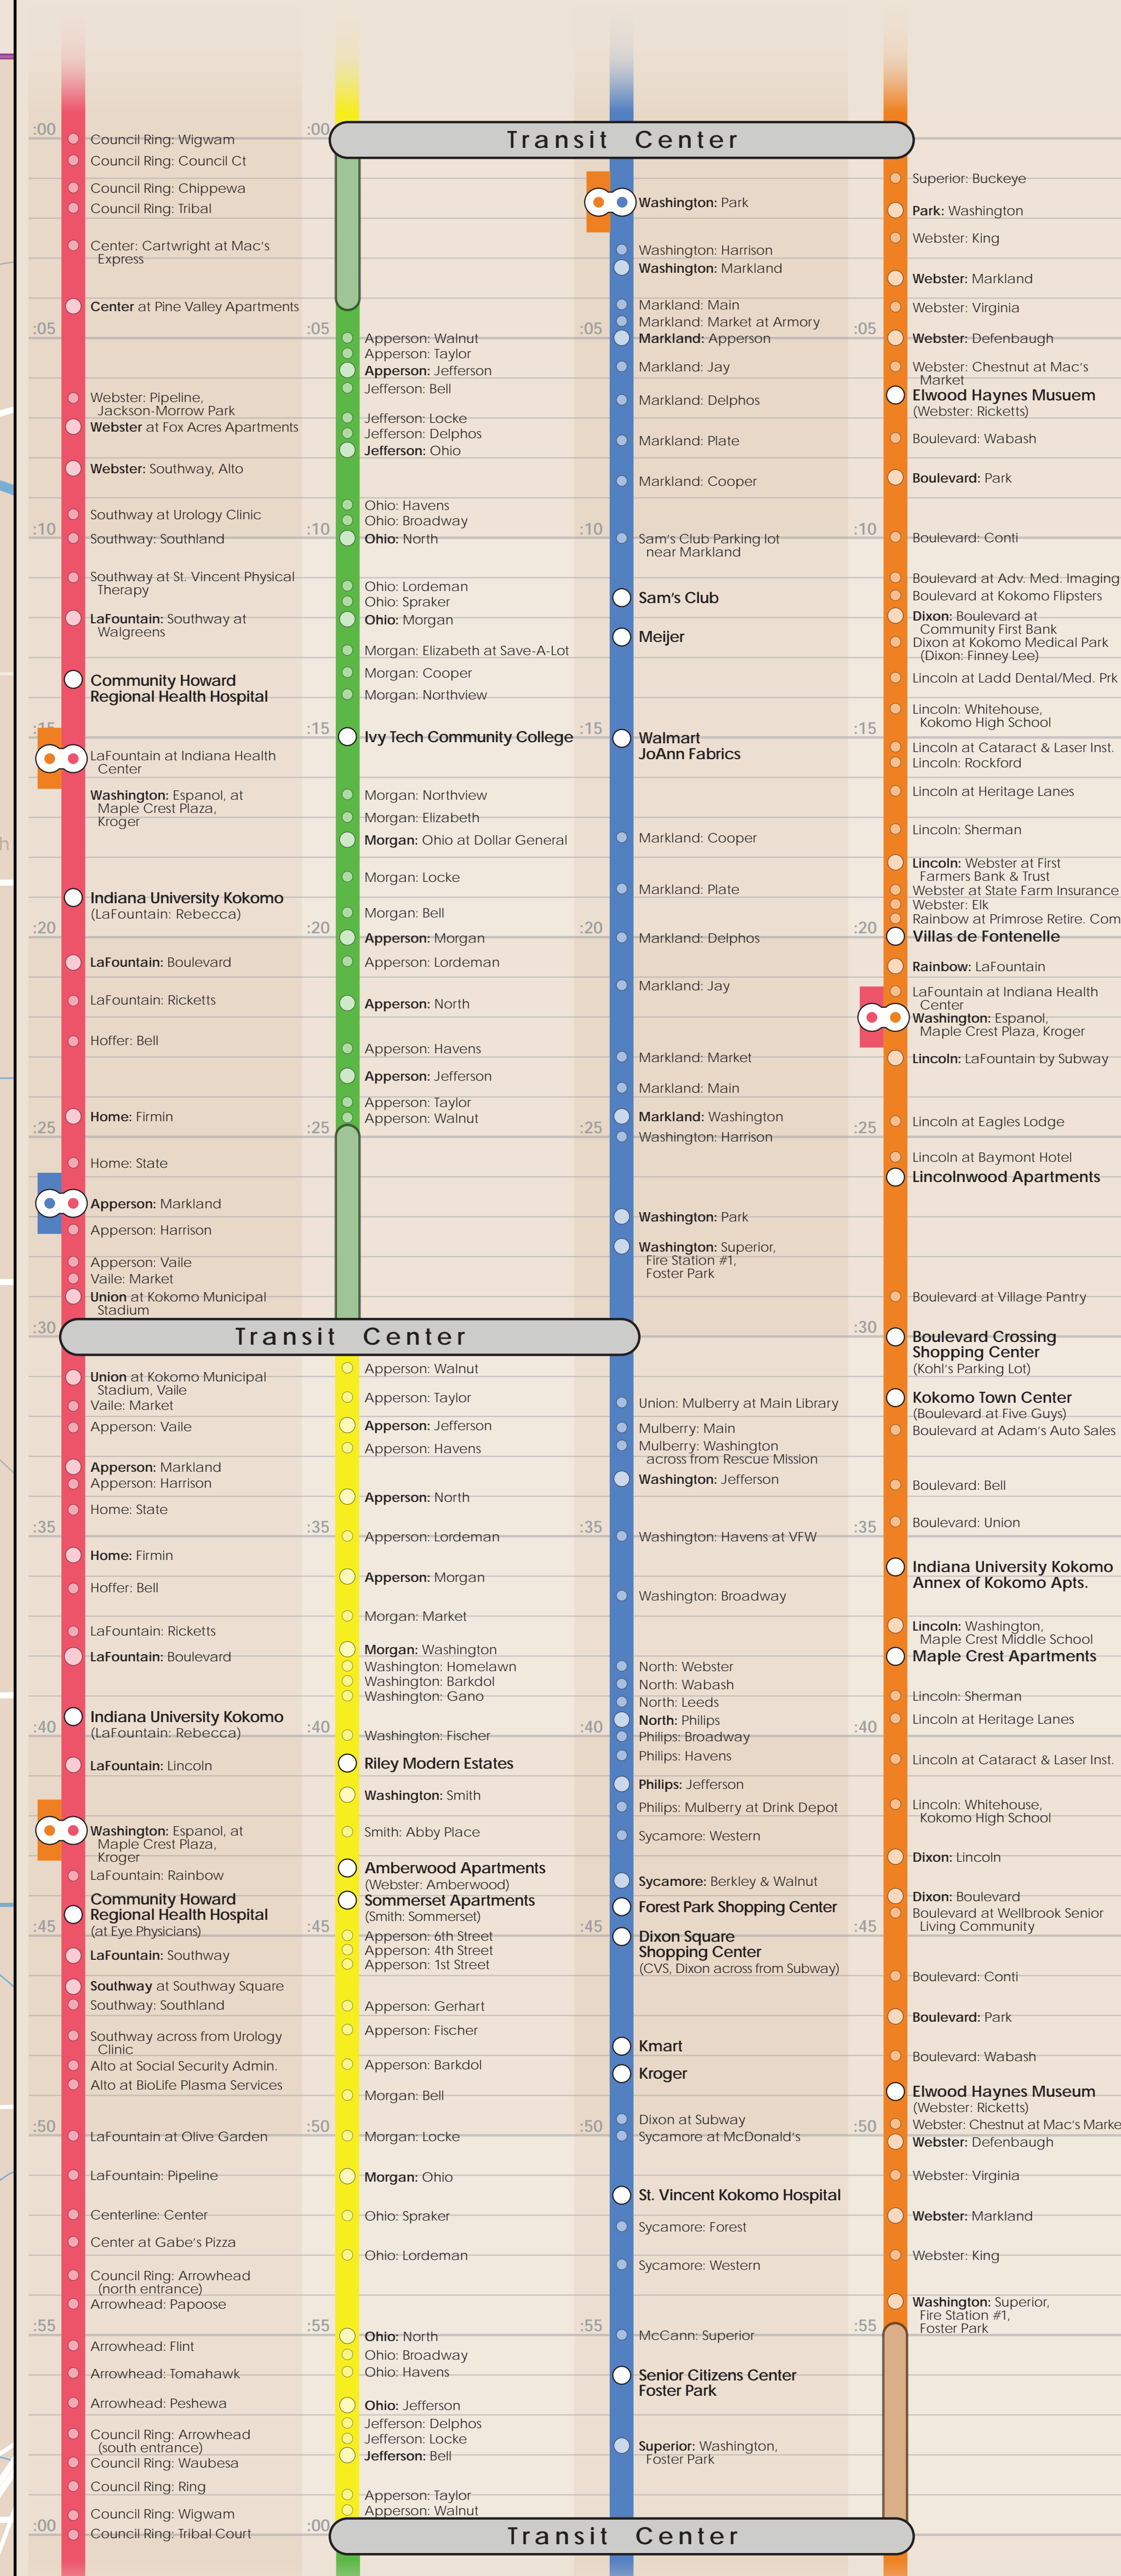 :00
Council Ring: Wigwam
Council Ring: Council Ct
Council Ring: Chippewa
Council Ring: Tribal
Center: Cartwright at Mac's
Express
Center at Pine Valley Apartments
Webster: Pipeline,
Jackson-Morrow Park
Webster at Fox Acres Apartments
Webster: Southway, Alto
Southway at Urology Clinic
:10
Southway: Southland
Southway at St. Vincent Physical
Therapy
LaFountain: Southway at
Walgreens
Community Howard
Regional Health Hospital
:15
LaFountain at Indiana Health
Center
Washington: Espanol, at
Maple Crest Plaza,
Kroger
Indiana University Kokomo
(LaFountain: Rebecca)
:20
LaFountain: Boulevard
LaFountain: Ricketts
Hoffer: Bell
Home: Firmin
:25
Home: State
Apperson: Markland
Apperson: Harrison
Apperson: Vaile
Vaile: Market
Union at Kokomo Municipal
Stadium
:30
Transit Center
Union at Kokomo Municipal
Stadium, Vaile
Vaile: Market
Apperson: Vaile
Apperson: Markland
Apperson: Harrison
Home: State
:35
Home: Firmin
Hoffer: Bell
LaFountain: Ricketts
LaFountain: Boulevard
Indiana University Kokomo
(LaFountain: Rebecca)
:40
LaFountain: Lincoln
Washington: Espanol, at
Maple Crest Plaza,
Kroger
LaFountain: Rainbow
Community Howard
Regional Health Hospital
(at Eye Physicians)
:45
LaFountain: Southway
Southway at Southway Square
Southway: Southland
Southway across from Urology
Clinic
Alto at Social Security Admin.
Alto at BioLife Plasma Services
:50
LaFountain at Olive Garden
LaFountain: Pipeline
Centerline: Center
Center at Gabe's Pizza
Council Ring: Arrowhead
(north entrance)
Arrowhead: Papoose
:55
Arrowhead: Flint
Arrowhead: Tomahawk
Arrowhead: Peshewa
Council Ring: Arrowhead
(south entrance)
Council Ring: Waubesa
Council Ring: Ring
Council Ring: Wigwam
:00
Council Ring: Tribal Court
:05
:00
Transit Center
:05
Apperson: Walnut
Apperson: Taylor
Apperson: Jefferson
Jefferson: Bell
Jefferson: Locke
Jefferson: Delphos
Jefferson: Ohio
Ohio: Havens
Ohio: Broadway
:10
Ohio: North
Ohio: Lordeman
Ohio: Spraker
Ohio: Morgan
Morgan: Elizabeth at Save-A-Lot
Morgan: Cooper
Morgan: Northview
:15
Ivy Tech Community College
Morgan: Northview
Morgan: Elizabeth
Morgan: Ohio at Dollar General
Morgan: Locke
Morgan: Bell
:20
Apperson: Morgan
Apperson: Lordeman
Apperson: North
Apperson: Havens
Apperson: Jefferson
Apperson: Taylor
Apperson: Walnut
:25
:30
Apperson: Walnut
Apperson: Taylor
Apperson: Jefferson
Apperson: Havens
Apperson: North
:35
Apperson: Lordeman
Apperson: Morgan
Morgan: Market
Morgan: Washington
Washington: Homelawn
Washington: Barkdol
Washington: Gano
:40
Washington: Fischer
Riley Modern Estates
Washington: Smith
Smith: Abby Place
Amberwood Apartments
(Webster: Amberwood)
Sommerset Apartments
(Smith: Sommerset)
:45
Apperson: 6th Street
Apperson: 4th Street
Apperson: 1st Street
Apperson: Gerhart
Apperson: Fischer
Apperson: Barkdol
Morgan: Bell
:50
Morgan: Locke
Morgan: Ohio
Ohio: Spraker
Ohio: Lordeman
:55
Ohio: North
Ohio: Broadway
Ohio: Havens
Ohio: Jefferson
Jefferson: Delphos
Jefferson: Locke
Jefferson: Bell
Apperson: Taylor
Apperson: Walnut
:00
Transit Center
Washington: Park
Washington: Harrison
Washington: Markland
Markland: Main
Markland: Market at Armory
:05
Markland: Apperson
Markland: Jay
Markland: Delphos
Markland: Plate
Markland: Cooper
:10
Sam's Club Parking lot
near Markland
Sam's Club
Meijer
:15
Walmart
JoAnn Fabrics
Markland: Cooper
Markland: Plate
:20
Markland: Delphos
Markland: Jay
Markland: Market
Markland: Main
Markland: Washington
:25
Washington: Harrison
Washington: Park
Washington: Superior,
Fire Station #1,
Foster Park
Union: Mulberry at Main Library
Mulberry: Main
Mulberry: Washington
across from Rescue Mission
Washington: Jefferson
:35
Washington: Havens at VFW
Washington: Broadway
North: Webster
North: Wabash
North: Leeds
North: Philips
:40
Philips: Broadway
Philips: Havens
Philips: Jefferson
Philips: Mulberry at Drink Depot
Sycamore: Western
Sycamore: Berkley & Walnut
Forest Park Shopping Center
:45
Dixon Square
Shopping Center
(CVS, Dixon across from Subway)
Kmart
Kroger
Dixon at Subway
:50
Sycamore at McDonald's
St. Vincent Kokomo Hospital
Sycamore: Forest
Sycamore: Western
:55
McCann: Superior
Senior Citizens Center
Foster Park
Superior: Washington,
Foster Park
Superior: Buckeye
Park: Washington
Webster: King
Webster: Markland
Webster: Virginia
:05
Webster: Defenbaugh
Webster: Chestnut at Mac's
Market
Elwood Haynes Musuem
(Webster: Ricketts)
Boulevard: Wabash
Boulevard: Park
:10
Boulevard: Conti
Boulevard at Adv. Med. Imaging
Boulevard at Kokomo Flipsters
Dixon: Boulevard at
Community First Bank
Dixon at Kokomo Medical Park
(Dixon: Finney Lee)
Lincoln at Ladd Dental/Med. Prk
:15
Lincoln: Whitehouse,
Kokomo High School
Lincoln at Cataract & Laser Inst.
Lincoln: Rockford
Lincoln at Heritage Lanes
Lincoln: Sherman
Lincoln: Webster at First
Farmers Bank & Trust
Webster at State Farm Insurance
Webster: Elk
Rainbow at Primrose Retire. Com
:20
Villas de Fontenelle
Rainbow: LaFountain
LaFountain at Indiana Health
Center
Washington: Espanol,
Maple Crest Plaza, Kroger
Lincoln: LaFountain by Subway
:25
Lincoln at Eagles Lodge
Lincoln at Baymont Hotel
Lincolnwood Apartments
Boulevard at Village Pantry
:30
Boulevard Crossing
Shopping Center
(Kohl's Parking Lot)
Kokomo Town Center
(Boulevard at Five Guys)
Boulevard at Adam's Auto Sales
Boulevard: Bell
:35
Boulevard: Union
Indiana University Kokomo
Annex of Kokomo Apts.
Lincoln: Washington,
Maple Crest Middle School
Maple Crest Apartments
Lincoln: Sherman
:40
Lincoln at Heritage Lanes
Lincoln at Cataract & Laser Inst.
Lincoln: Whitehouse,
Kokomo High School
Dixon: Lincoln
Dixon: Boulevard
:45
Boulevard at Wellbrook Senior
Living Community
Boulevard: Conti
Boulevard: Park
Boulevard: Wabash
Elwood Haynes Museum
(Webster: Ricketts)
:50
Webster: Chestnut at Mac's Marke
Webster: Defenbaugh
Webster: Virginia
Webster: Markland
Webster: King
Washington: Superior,
Fire Station #1,
Foster Park
:55